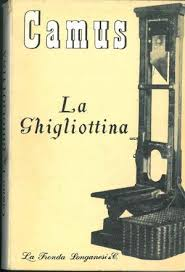 Camus
La
Ghigliottina
La Fronda Longanesi & C.